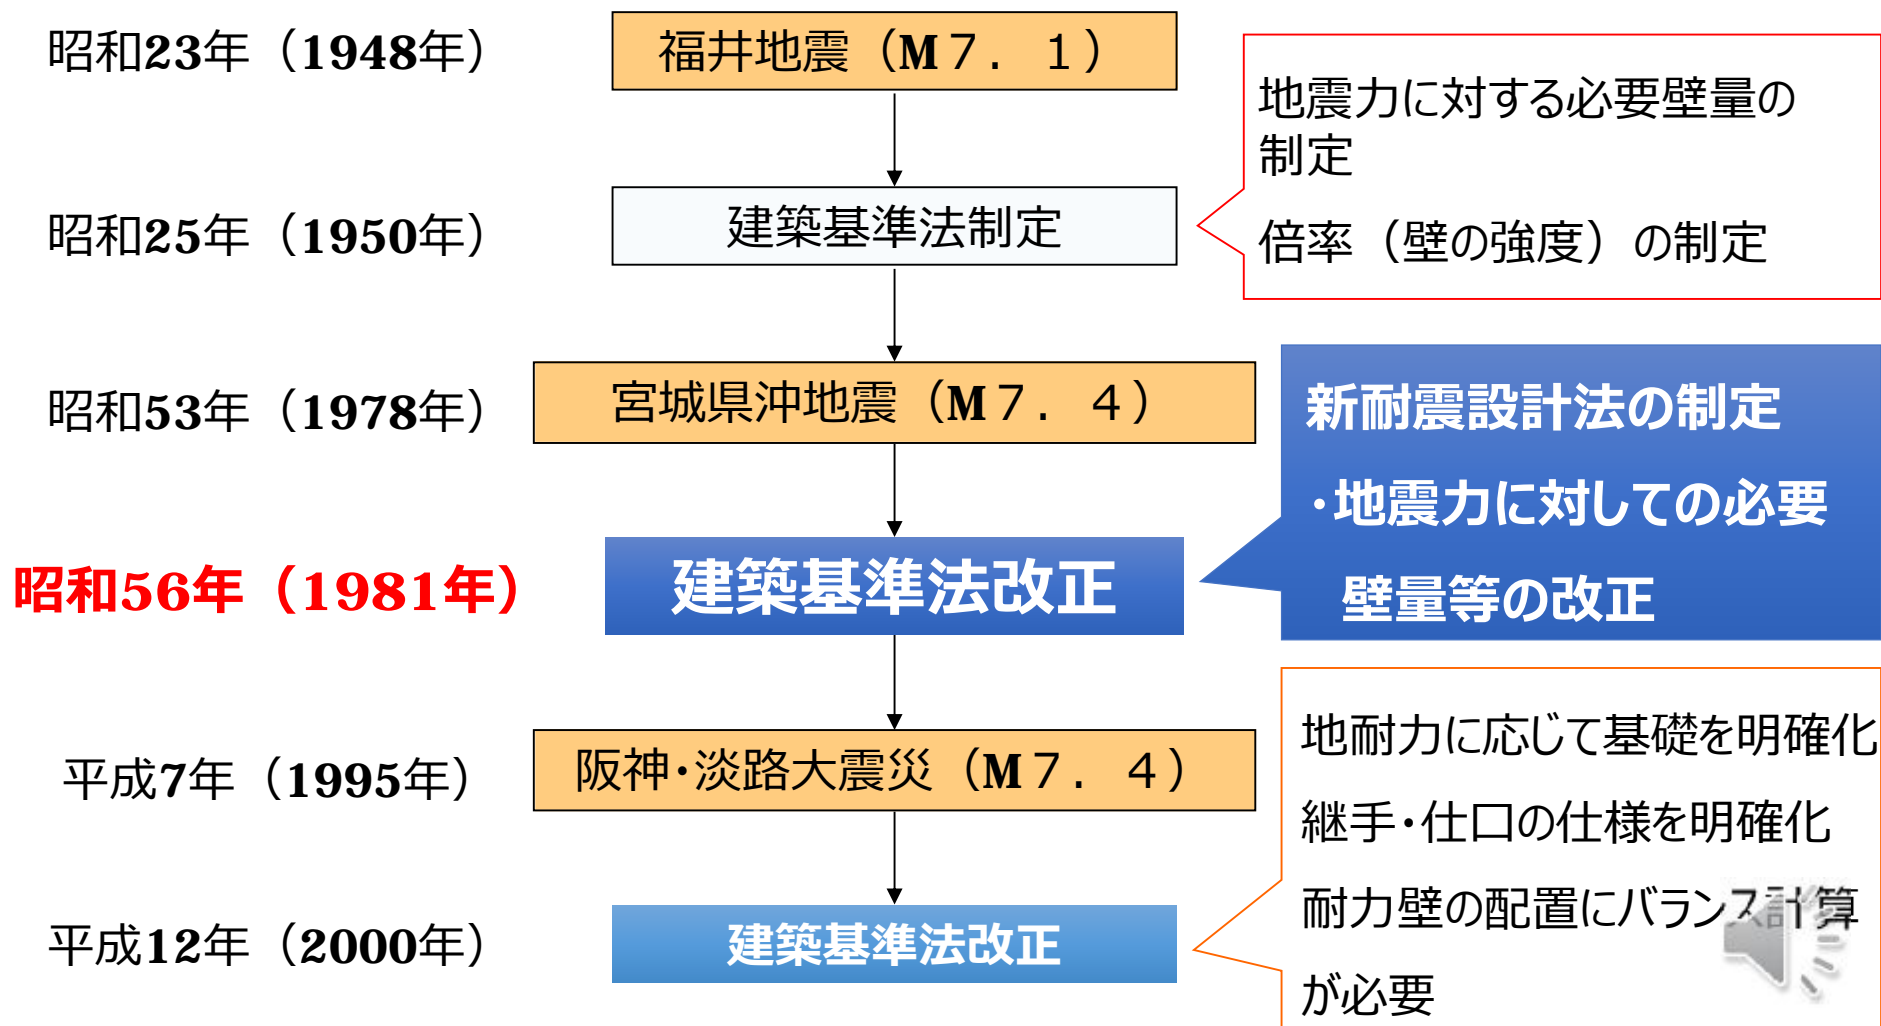 昭和23年（1948年）
福井地震（M７．１）
地震力に対する必要壁量の
制定
倍率（壁の強度）の制定
昭和25年（1950年）
建築基準法制定
昭和53年（1978年）
宮城県沖地震（M７．４）
新耐震設計法の制定
・地震力に対しての必要
壁量等の改正
昭和56年（1981年）
建築基準法改正
平成7年（1995年）
阪神・淡路大震災（M７．４）
地耐力に応じて基礎を明確化
継手・仕口の仕様を明確化
耐力壁の配置にバランス計算
が必要
平成12年（2000年）
建築基準法改正